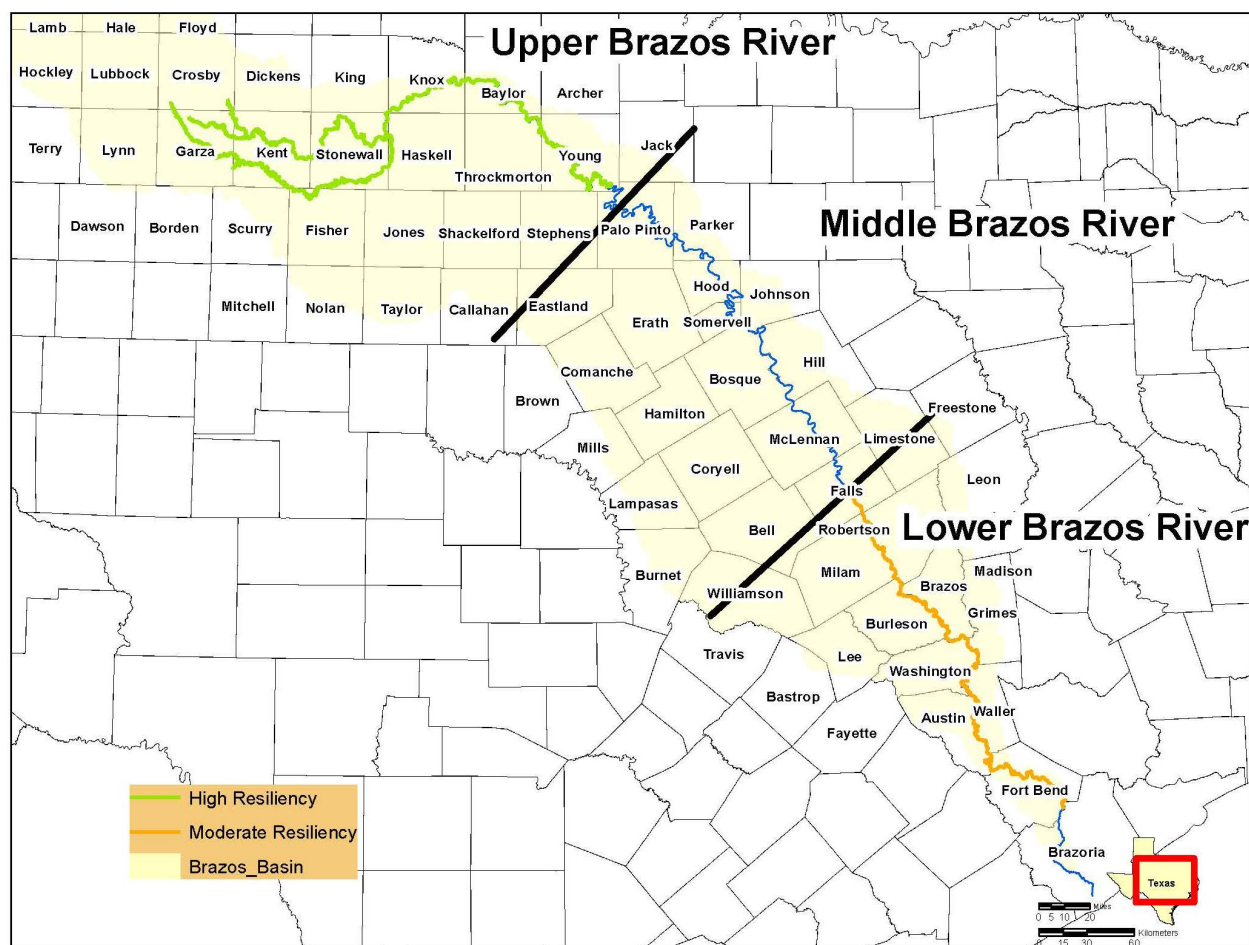 Upper Brazos River
Lamb Hale Floyd
Hockley Lubbock Crosby Dickens King Knox
Baylor Archer
Terry Lynn Garza Kent Stonewall Haskell Young Jack
Throckmorton
Dawson Borden Scurry Fisher Jones Shackelford Stephens Palo Pinto Parker
Middle Brazos River
Mitchell Nolan Taylor Callahan Eastland Hood Johnson
Erath Somervell
Comanche Bosque Hill
Brown Hamilton Freestone
Mills McLennan Limestone
Coryell Leon
Lampasas Falls
Bell Robertson
Lower Brazos River
Burnet Milam Madison
Williamson Brazos
Burleson Grimes
Travis Lee Washington
Bastrop Austin Waller
Fayette
High Resiliency
Moderate Resiliency
Brazos_Basin
Fort Bend
Brazoria
Texas
Miles
0 5 10 20
Kilometers
0 15 30 60